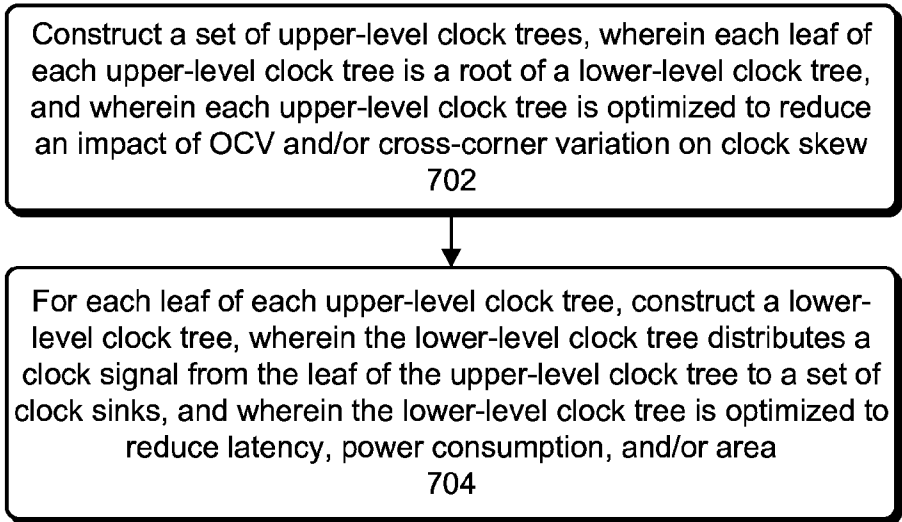 Construct a set of upper-level clock trees, wherein each leaf of
each upper-level clock tree is a root of a lower-level clock tree,
and wherein each upper-level clock tree is optimized to reduce
an impact of OCV and/or cross-corner variation on clock skew
702
For each leaf of each upper-level clock tree, construct a lower-
level clock tree, wherein the lower-level clock tree distributes a
clock signal from the leaf of the upper-level clock tree to a set of
clock sinks, and wherein the lower-level clock tree is optimized to
reduce latency, power consumption, and/or area
704